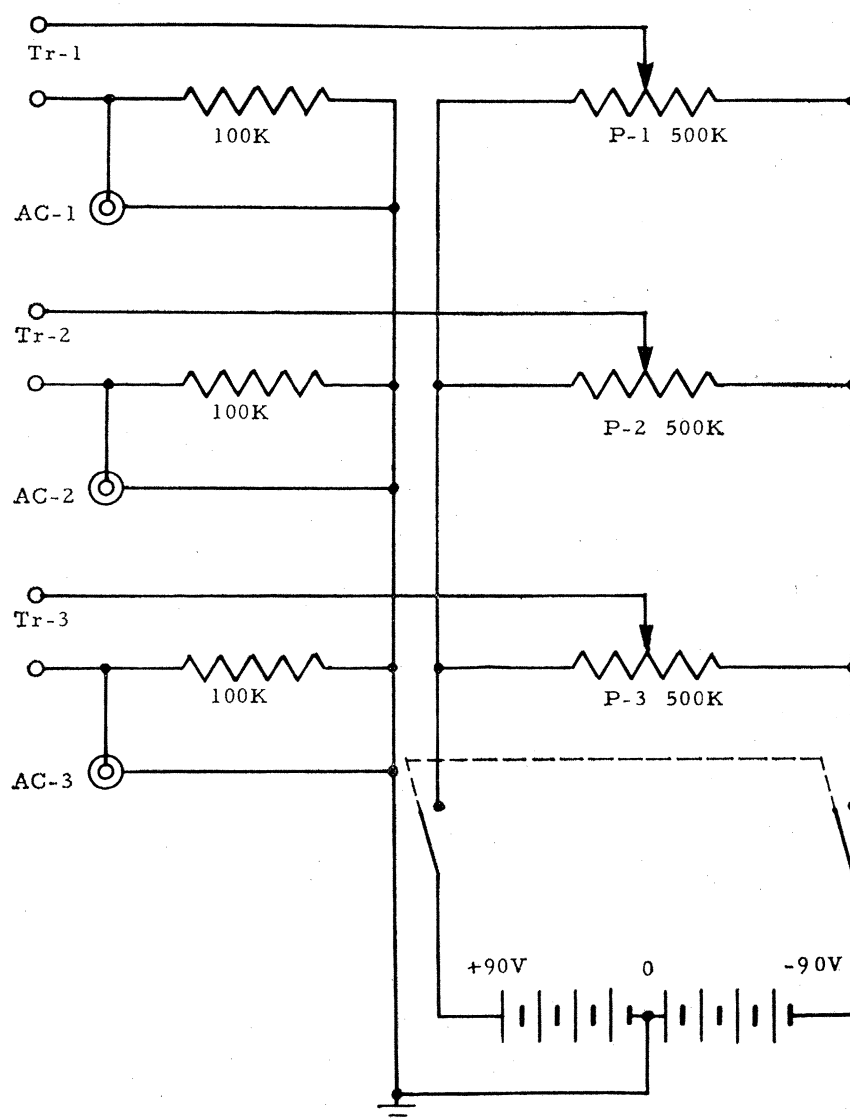 Tr-1
100K
P-1 500K
AC-1
Tr-2
100K
P-2 500K
AC-2
Tr-3
100K
P-3 500K
AC-3
+90V 0 -90V